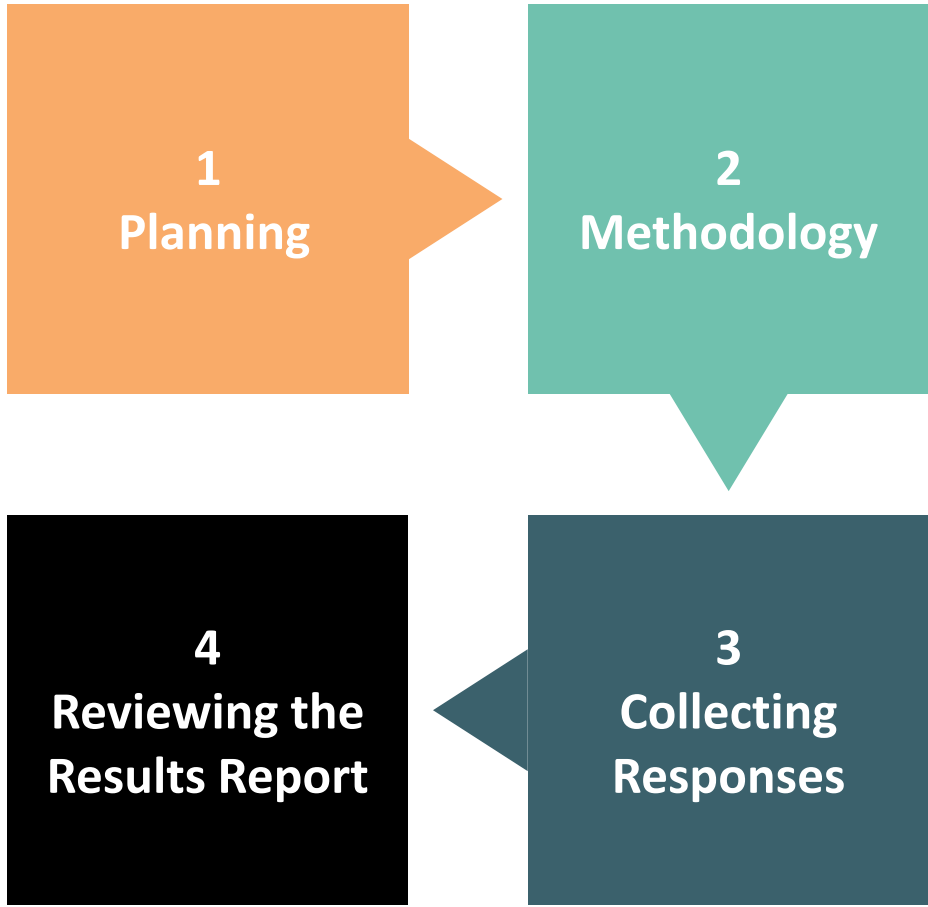 1
Planning
2
Methodology
3
Collecting
Responses
4
Reviewing the
Results Report